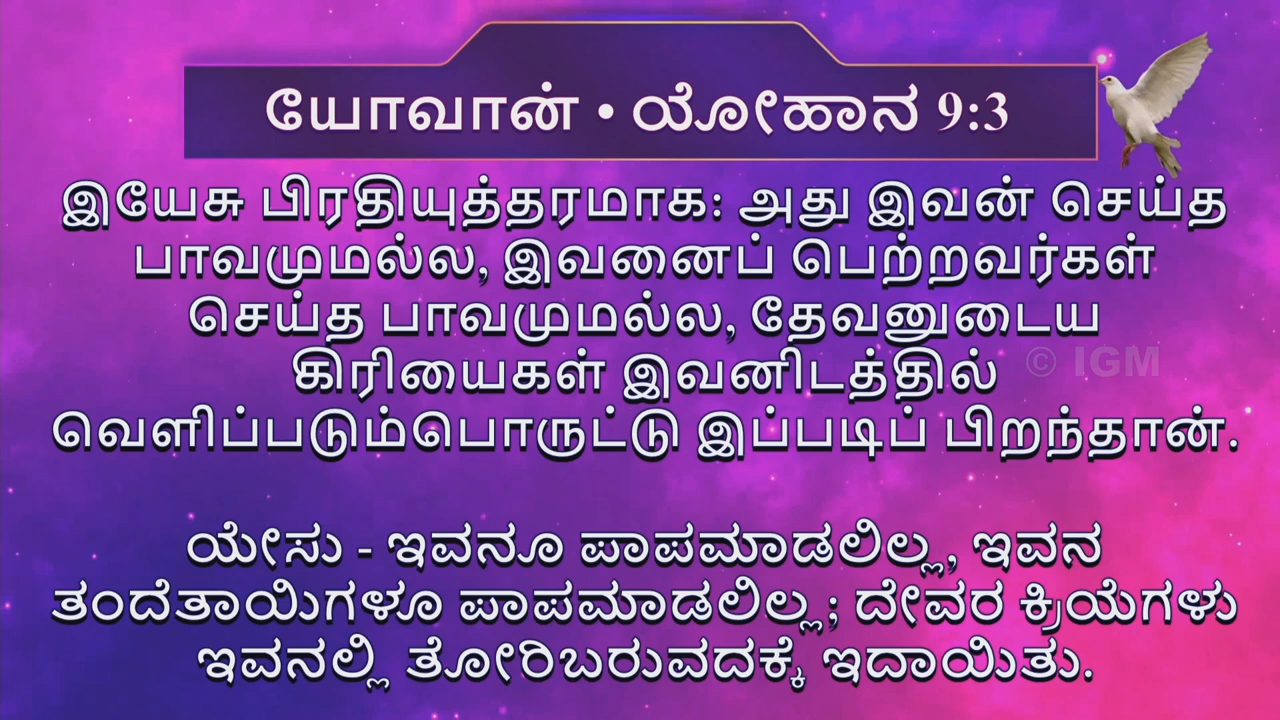 யோவான் • ಯೋಹಾನ 9:3
இயேசு பிரதியுத்தரமாக: அது இவன் செய்த
பாவமுமல்ல, இவனைப் பெற்றவர்கள்
செய்த பாவமுமல்ல, தேவனுடைய
கிரியைகள் இவனிடத்தில்
© IGM
வெளிப்படும்பொருட்டு இப்படிப் பிறந்தான்.
ಯೇಸು - ಇವನೂ ಪಾಪಮಾಡಲಿಲ್ಲ, ಇವನ
ತಂದೆತಾಯಿಗಳೂ ಪಾಪಮಾಡಲಿಲ್ಲ; ದೇವರ ಕ್ರಿಯೆಗಳು
ಇವನಲ್ಲಿ ತೋರಿಬರುವದಕ್ಕೆ ಇದಾಯಿತು.